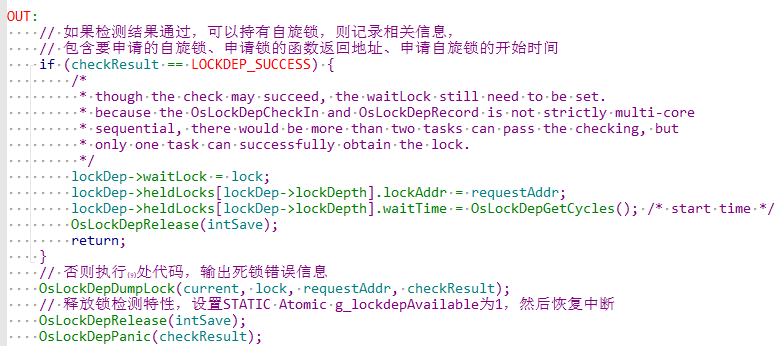 OUT:
// 如果检测结果通过，可以持有自旋锁，则记录相关信息，
// 包含要申请的自旋锁、申请锁的函数返回地址、申请自旋锁的开始时间
if (checkResult == LOCKDEP_SUCCESS) {
/*
* though the check may succeed, the waitLock still need to be set.
* because the OsLockDepCheckIn and OsLockDepRecord is not strictly multi-core
* sequential, there would be more than two tasks can pass the checking, but
* only one task can successfully obtain the lock.
*/
lockDep->waitLock = lock;
lockDep->heldLocks[lockDep->lockDepth].lockAddr = requestAddr;
lockDep->heldLocks[lockDep->lockDepth].waitTime = OsLockDepGetCycles(); /* start time */
OsLockDepRelease(intSave);
return;
}
// 否则执行⑼处代码，输出死锁错误信息
OsLockDepDumpLock(current, lock, requestAddr, checkResult);
// 释放锁检测特性，设置STATIC Atomic g_lockdepAvailable为1，然后恢复中断
OsLockDepRelease(intSave);
OsLockDepPanic(checkResult);